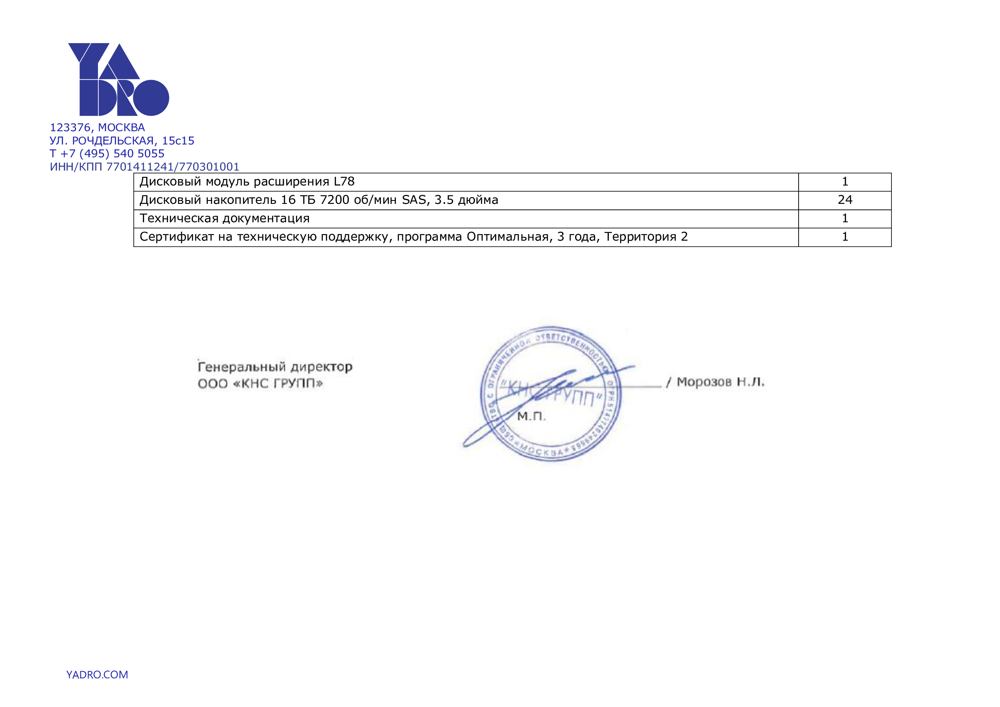 YADRO
123376, МОСКВА
УЛ. РОЧДЕЛЬСКАЯ, 15с15
Т +7 (495) 540 5055
ИНН/КПП 7701411241/770301001
Дисковый модуль расширения L78 1
Дисковый накопитель 16 ТБ 7200 об/мин SAS, 3.5 дюйма 24
Техническая документация 1
Сертификат на техническую поддержку, программа Оптимальная, 3 года, Территория 2 1
Генеральный директор
ООО «КНС ГРУПП»
/ Морозов Н.Л.
М.П.
"КНС ГРУПП"
ОБЩЕСТВО С ОГРАНИЧЕННОЙ ОТВЕТСТВЕННОСТЬЮ ОГРН
*МОСКВА*
YADRO.COM